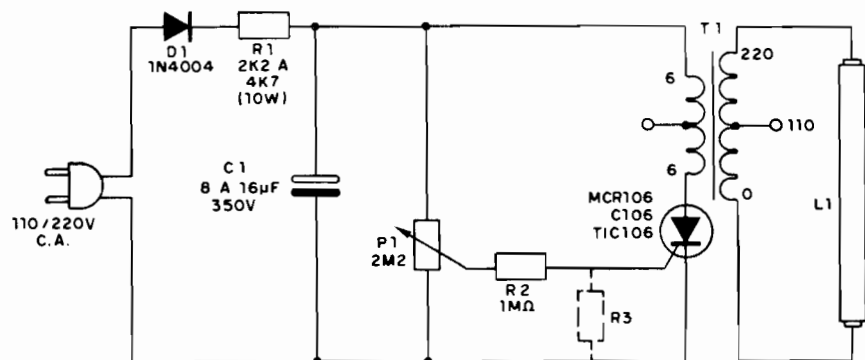 D1
1N4004
R1
2K2 A
4K7
(10W)
C1
8 A 16µF
350V
110/220V
C.A.
P1
2M2
R2
1MΩ
R3
MCR106
C106
TIC106
T1
6
6
220
110
0
L1